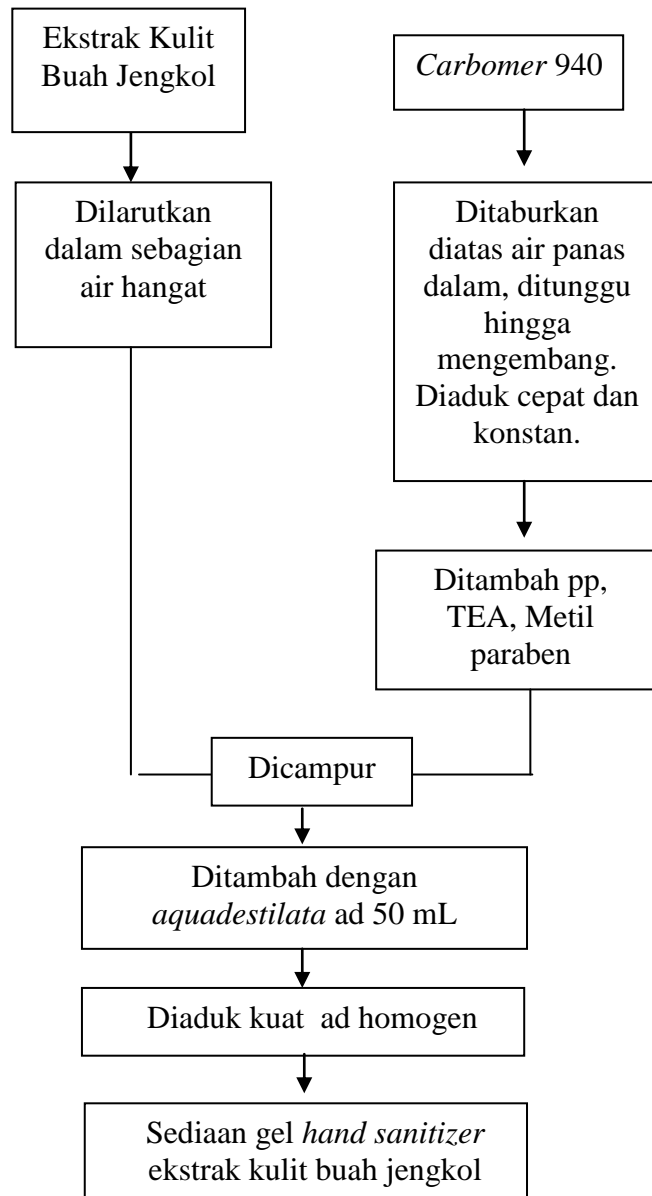 Ekstrak Kulit
Buah Jengkol
Carbomer 940
Dilarutkan
dalam sebagian
air hangat
Ditaburkan
diatas air panas
dalam, ditunggu
hingga
mengembang.
Diaduk cepat dan
konstan.
Ditambah pp,
TEA, Metil
paraben
Dicampur
Ditambah dengan
aquadestilata ad 50 mL
Diaduk kuat ad homogen
Sediaan gel hand sanitizer
ekstrak kulit buah jengkol